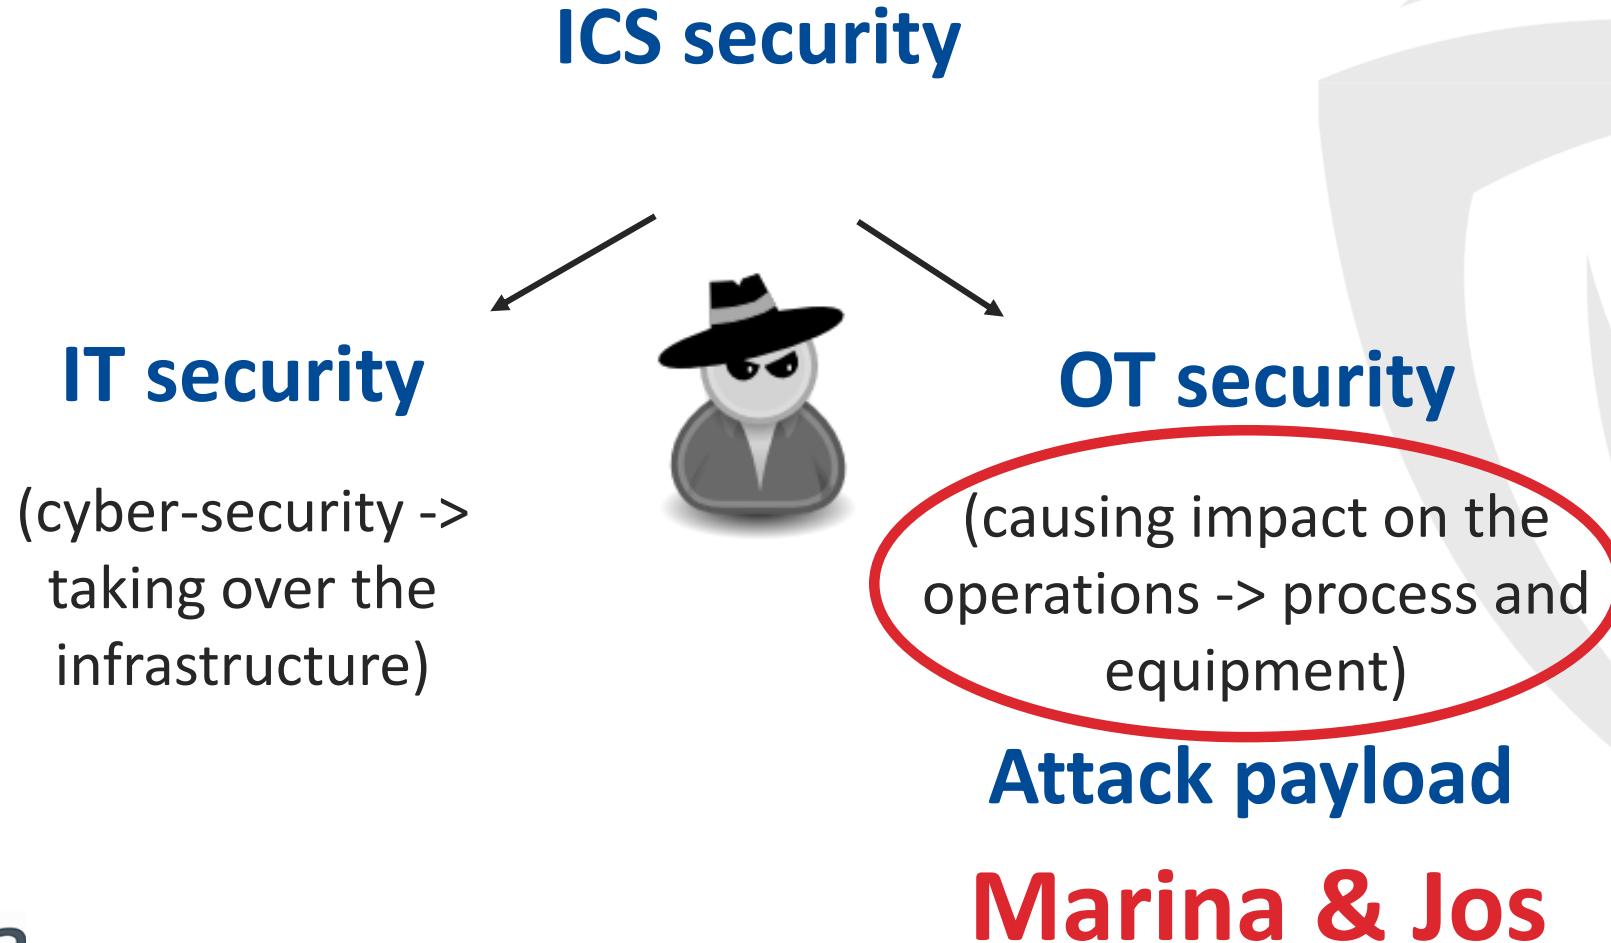 ICS security
IT security
(cyber-security ->
taking over the
infrastructure)
OT security
(causing impact on the
operations -> process and
equipment)
Attack payload
Marina & Jos